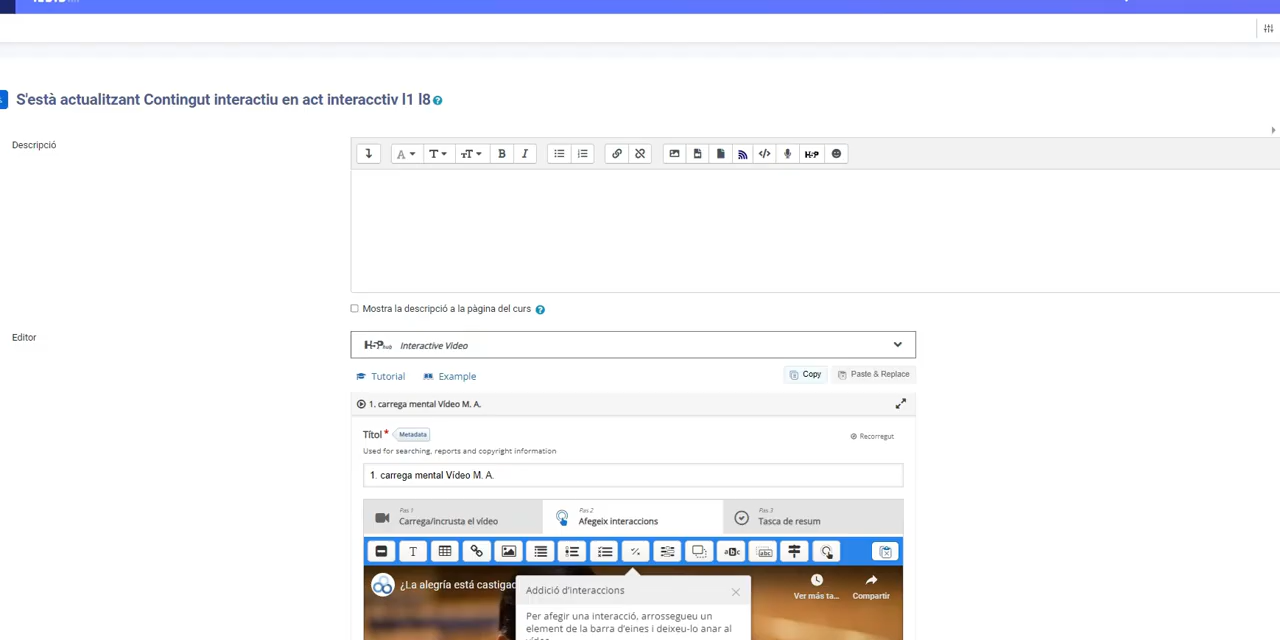 S'està actualitzant Contingut interactiu en act interacctiv l1 l8
Descripció
Mostra la descripció a la pàgina del curs
Editor
H5P hub Interactive Video
Tutorial Example Copy Paste & Replace
1. carrega mental Vídeo M. A.
Títol * Metadata Recorregut
Used for searching, reports and copyright information
1. carrega mental Vídeo M. A.
Pas 1 Pas 2 Pas 3
Carrega/incrusta el vídeo Afegeix interaccions Tasca de resum
¿La alegría está castigad
Ver más ta... Compartir
Addició d'interaccions
Per afegir una interacció, arrossegueu un
element de la barra d'eines i deixeu-lo anar al